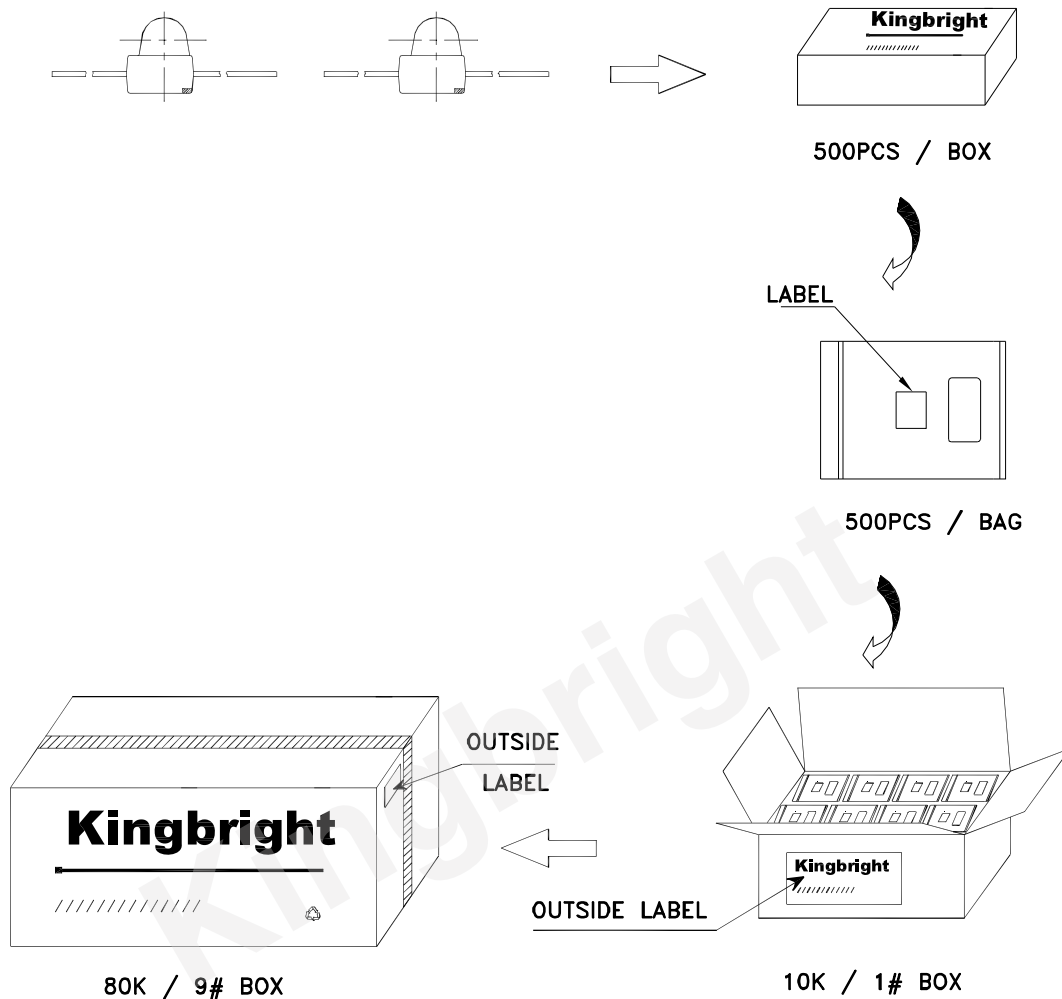 Kingbright
500PCS / BOX
LABEL
500PCS / BAG
Kingbright
OUTSIDE
LABEL
Kingbright
Kingbright
OUTSIDE LABEL
80K / 9# BOX
10K / 1# BOX